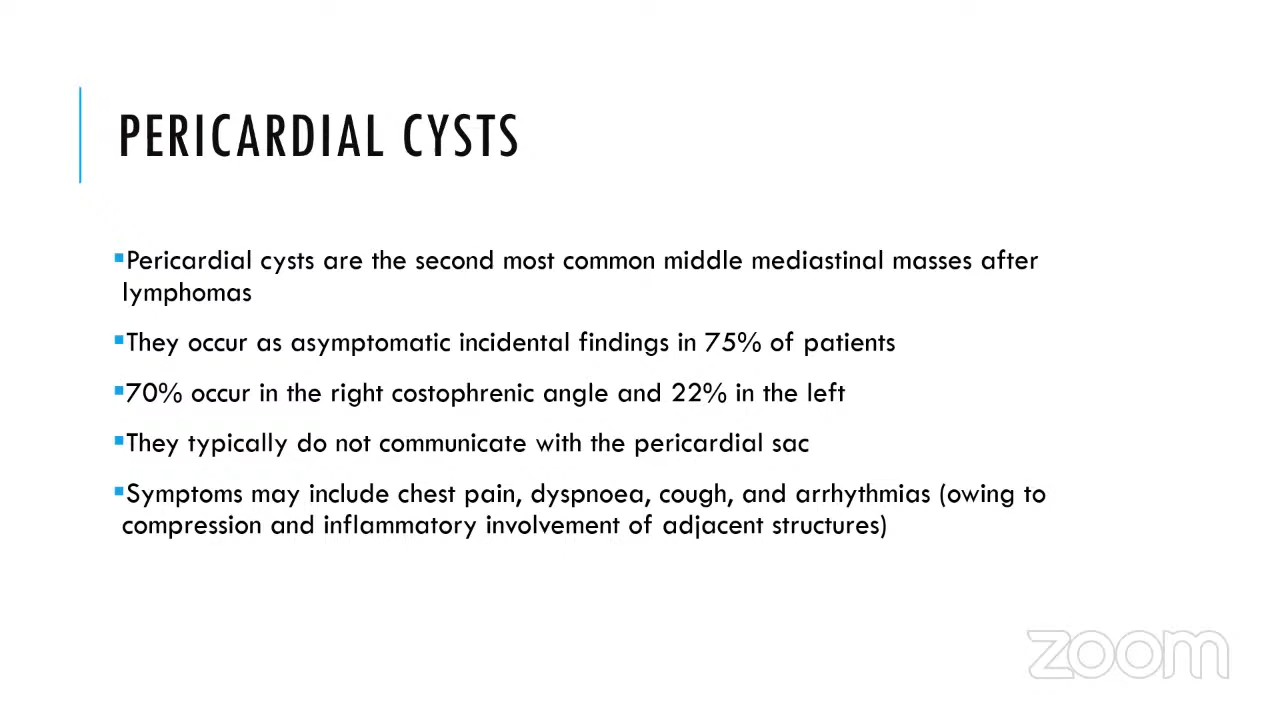 PERICARDIAL CYSTS
▪Pericardial cysts are the second most common middle mediastinal masses after
lymphomas
▪They occur as asymptomatic incidental findings in 75% of patients
▪70% occur in the right costophrenic angle and 22% in the left
▪They typically do not communicate with the pericardial sac
▪Symptoms may include chest pain, dyspnoea, cough, and arrhythmias (owing to
compression and inflammatory involvement of adjacent structures)
zoom